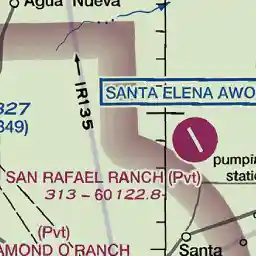 Agua Nueva
SANTA ELENA AWO
IR135
327
349)
SAN RAFAEL RANCH (Pvt)
313 - 60 122.8
pumpin
stati
(Pvt)
AMOND O RANCH
Santa